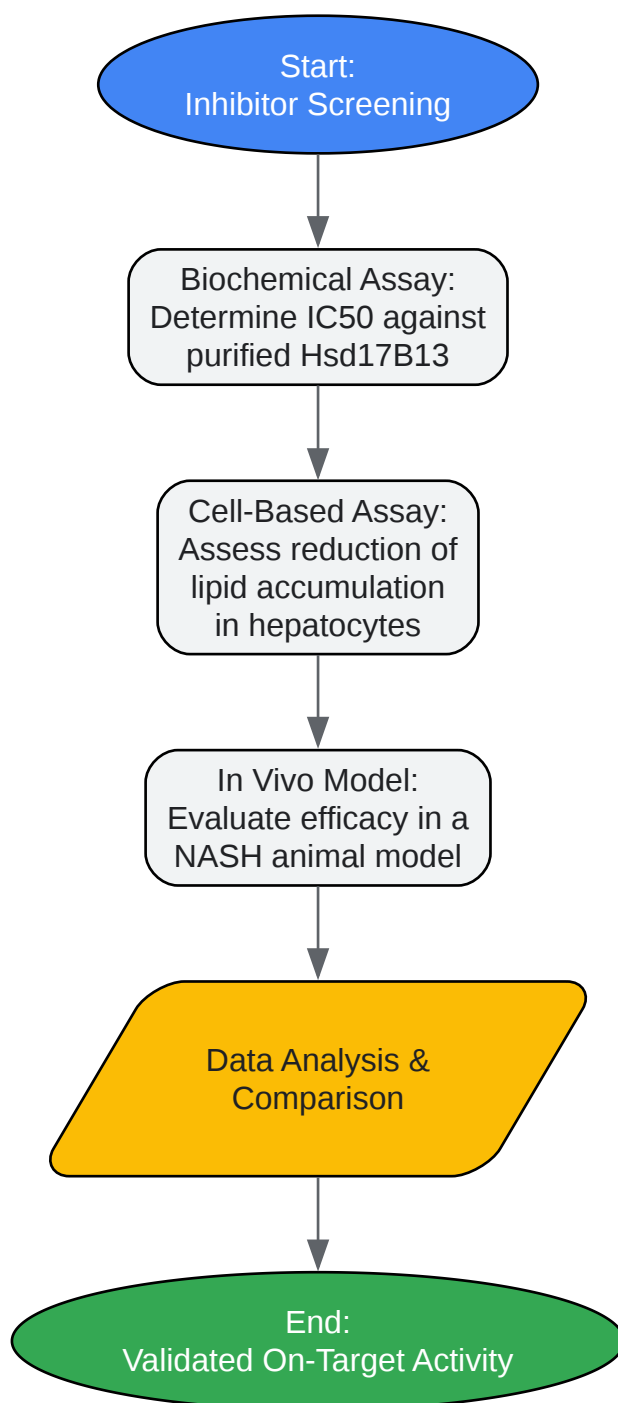 Start:
Inhibitor Screening
Biochemical Assay:
Determine IC50 against
purified Hsd17B13
Cell-Based Assay:
Assess reduction of
lipid accumulation
in hepatocytes
In Vivo Model:
Evaluate efficacy in a
NASH animal model
Data Analysis &
Comparison
End:
Validated On-Target Activity